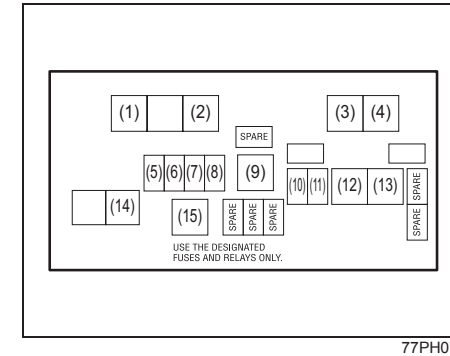 (1) (2) (3) (4)
SPARE
(5) (6) (7) (8) (9) (10) (11) (12) (13) SPARE
(14) (15) SPARE SPARE SPARE SPARE
USE THE DESIGNATED
FUSES AND RELAYS ONLY.
77PH0